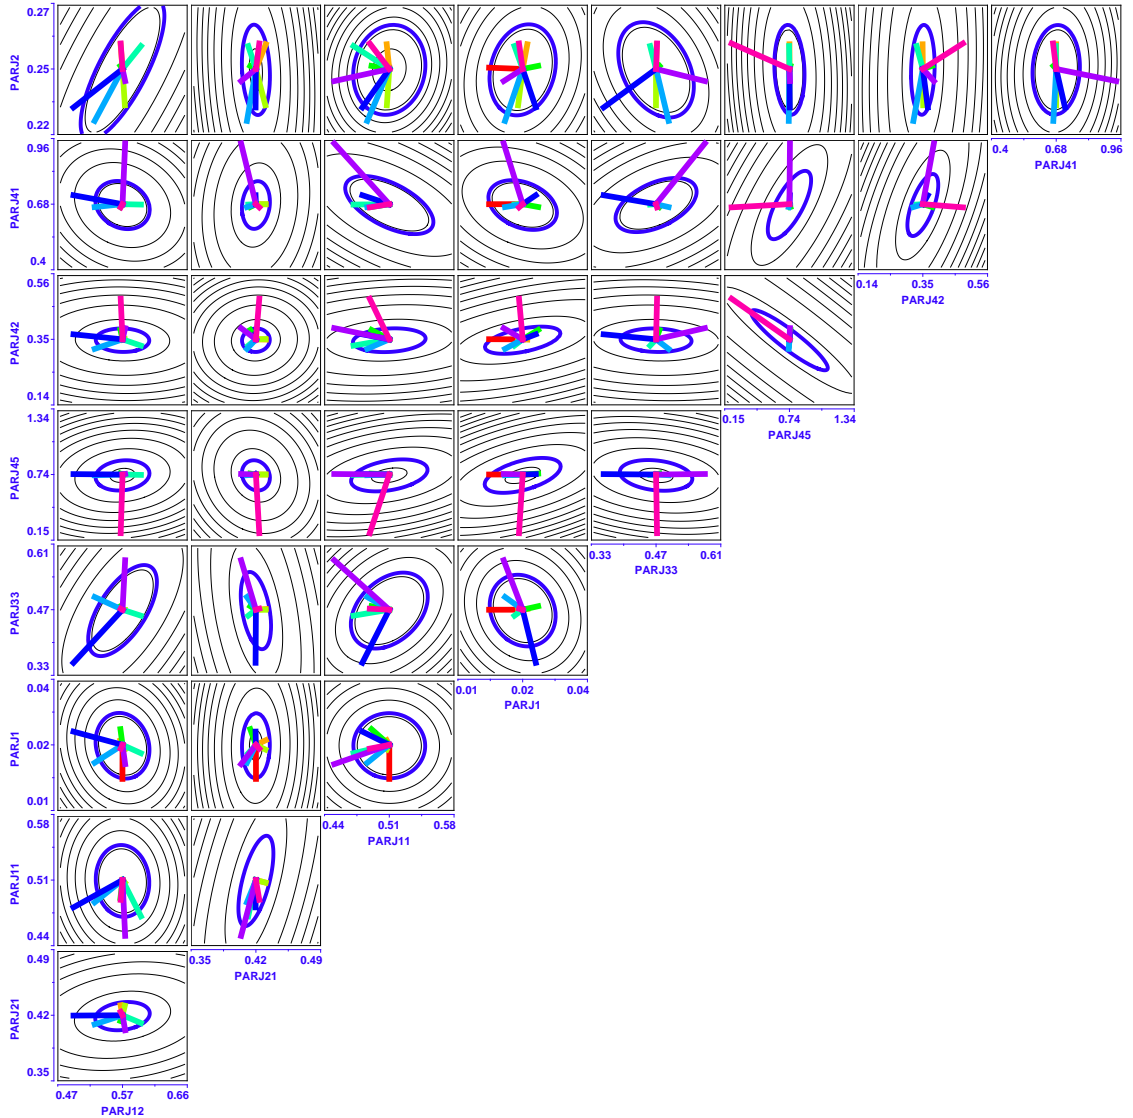 0.27
PARJ2
0.25
0.22
0.4 0.68 0.96
PARJ41
0.96
PARJ41
0.68
0.4
0.14 0.35 0.56
PARJ42
0.56
PARJ42
0.35
0.14
0.15 0.74 1.34
PARJ45
1.34
PARJ45
0.74
0.15
0.33 0.47 0.61
PARJ33
0.61
PARJ33
0.47
0.33
0.01 0.02 0.04
PARJ1
0.04
PARJ1
0.02
0.01
0.44 0.51 0.58
PARJ11
0.58
PARJ11
0.51
0.44
0.35 0.42 0.49
PARJ21
0.49
PARJ21
0.42
0.35
0.47 0.57 0.66
PARJ12